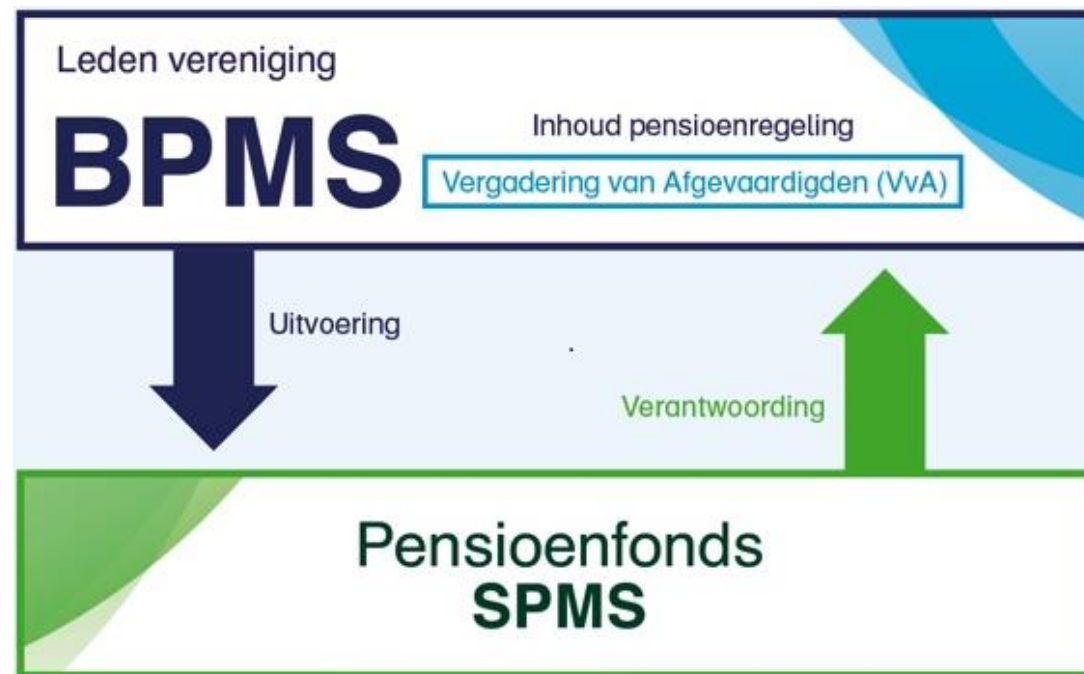 Leden vereniging
BPMS
Inhoud pensioenregeling
Vergadering van Afgevaardigden (VvA)
Uitvoering
Verantwoording
Pensioenfonds
SPMS